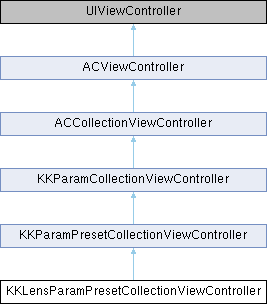 UIViewController
ACViewController
ACCollectionViewController
KKParamCollectionViewController
KKParamPresetCollectionViewController
KKLensParamPresetCollectionViewController